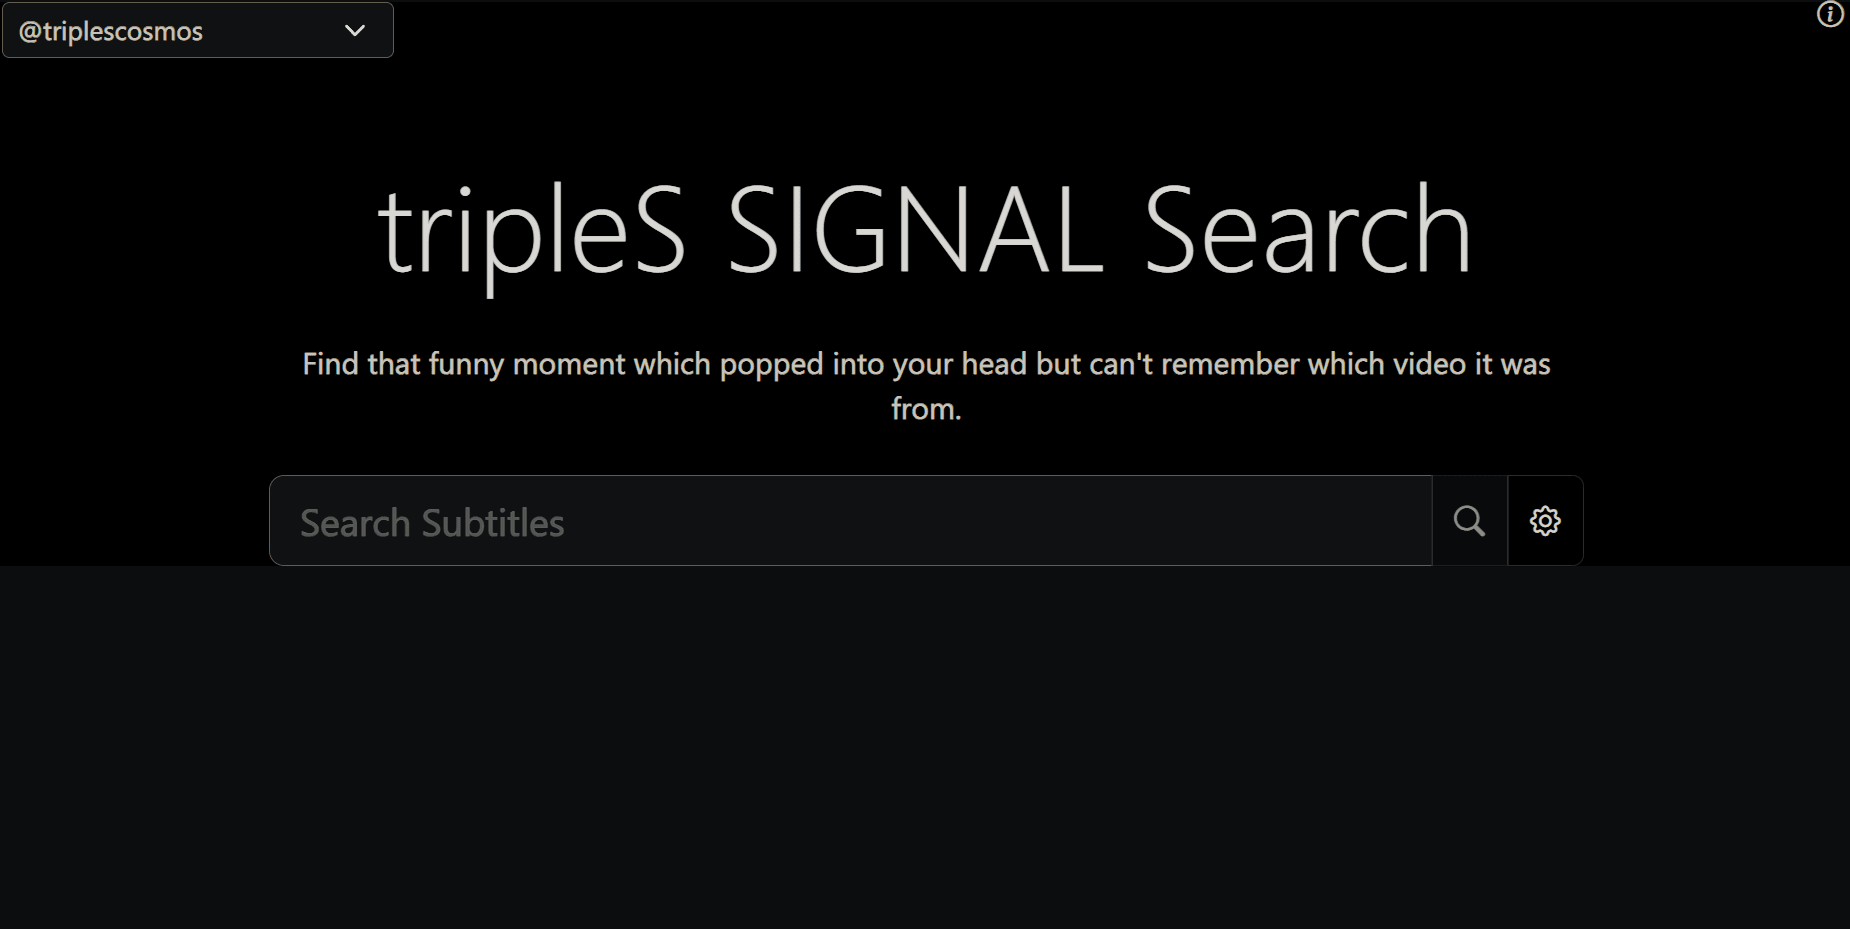 @triplescosmos
tripleS SIGNAL Search
Find that funny moment which popped into your head but can't remember which video it was
from.
Search Subtitles